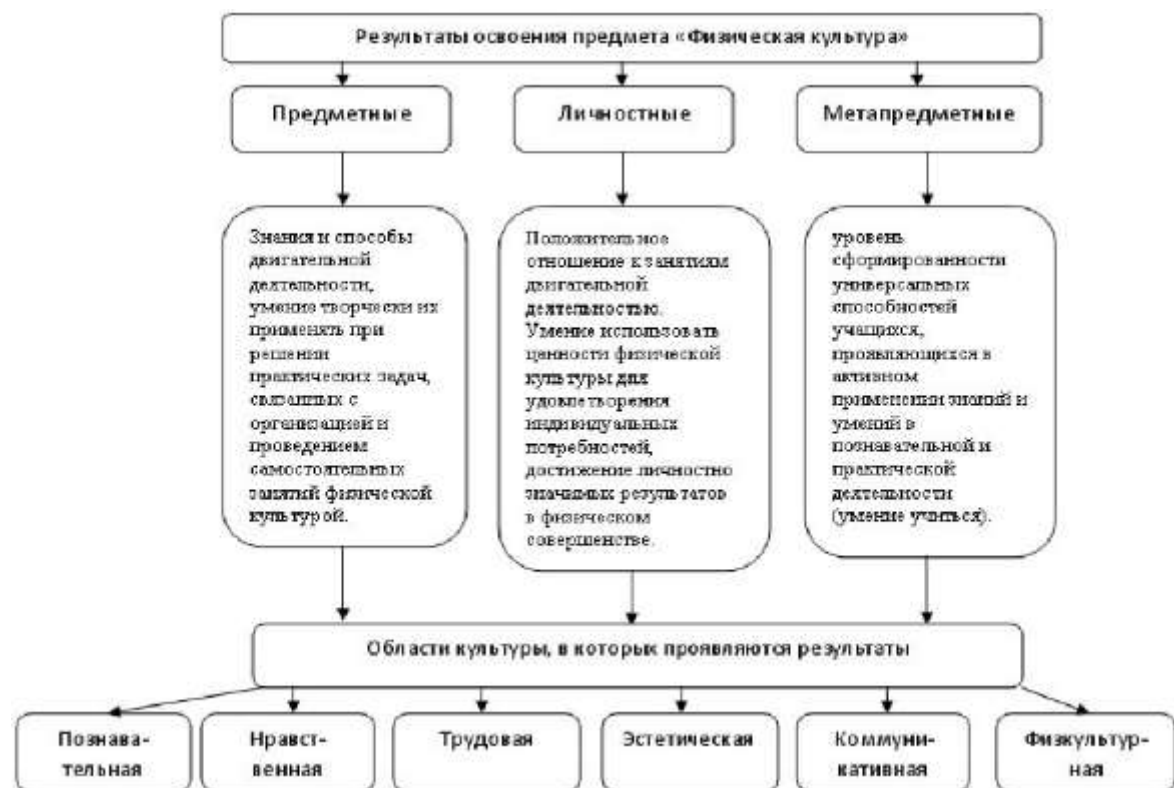 Результаты освоения предмета «Физическая культура»
Предметные
Личностные
Метапредметные
Знания и способы
двигательной
деятельности,
умение творчески их
применять при
решении
практических задач,
связанных с
организацией и
проведением
самостоятельных
занятий физической
культурой.
Положительное
отношение к занятиям
двигательной
деятельностью.
Умение использовать
ценности физической
культуры для
удовлетворения
индивидуальных
потребностей,
достижение личностно
значимых результатов
в физическом
совершенстве.
уровень
сформированности
универсальных
способностей
учащихся,
проявляющихся в
активном
применении знаний и
умений в
познавательной и
практической
деятельности
(умение учиться).
Области культуры, в которых проявляются результаты
Познава-
тельная
Нравст-
венная
Трудовая
Эстетическая
Коммуни-
кативная
Физкультур-
ная